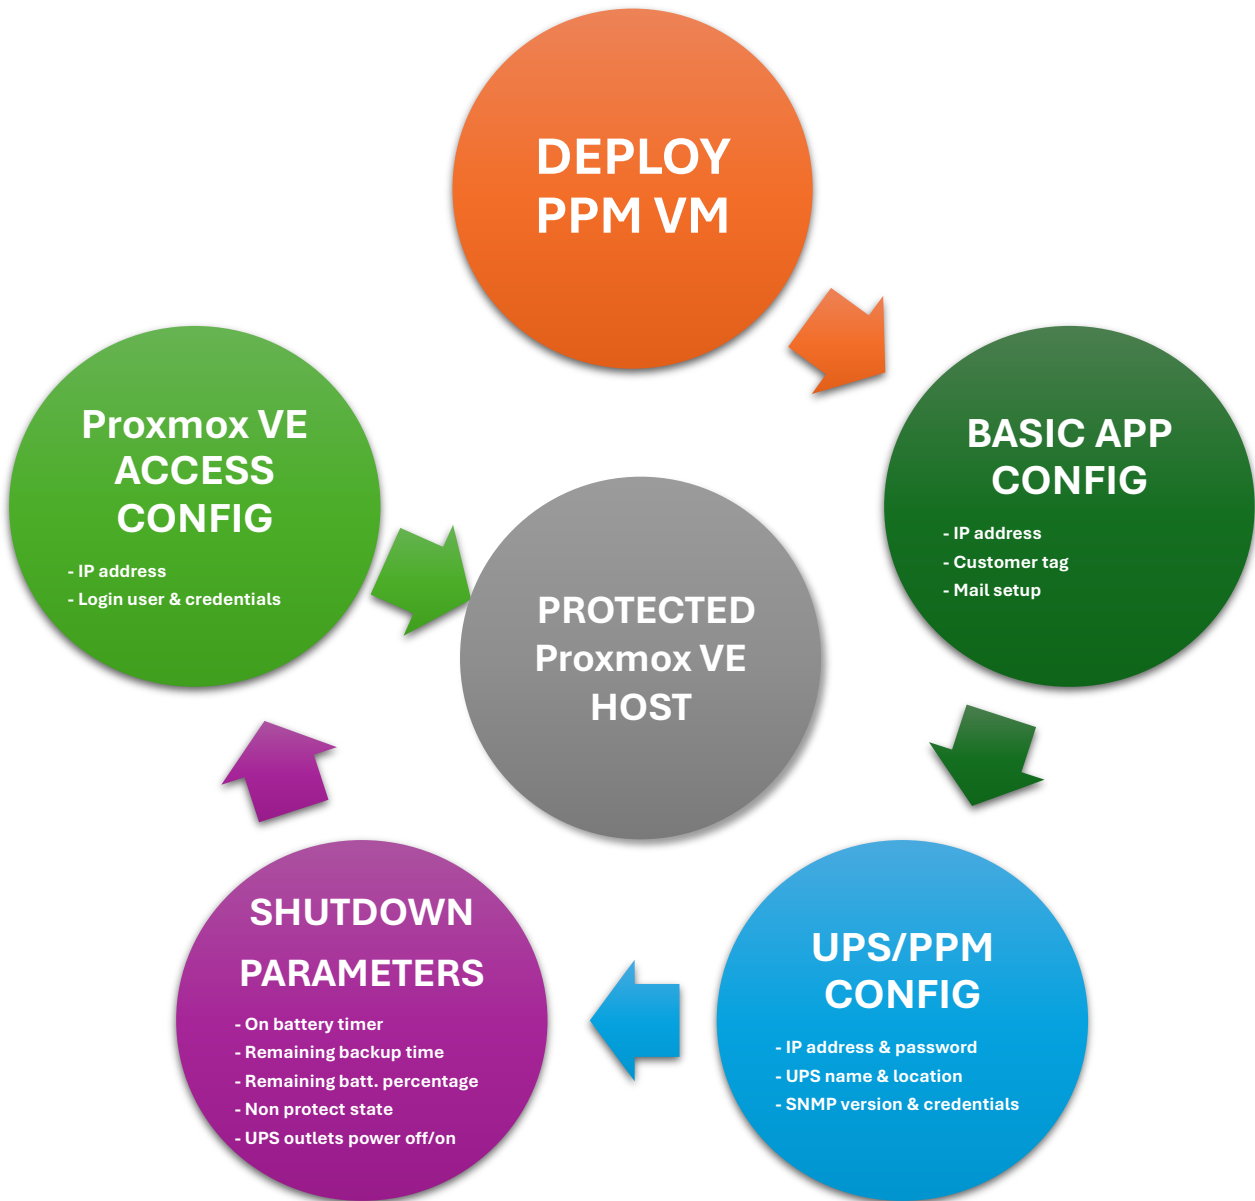 DEPLOY
PPM VM
BASIC APP
CONFIG
- IP address
- Customer tag
- Mail setup
UPS/PPM
CONFIG
- IP address & password
- UPS name & location
- SNMP version & credentials
SHUTDOWN
PARAMETERS
- On battery timer
- Remaining backup time
- Remaining batt. percentage
- Non protect state
- UPS outlets power off/on
Proxmox VE
ACCESS
CONFIG
- IP address
- Login user & credentials
PROTECTED
Proxmox VE
HOST